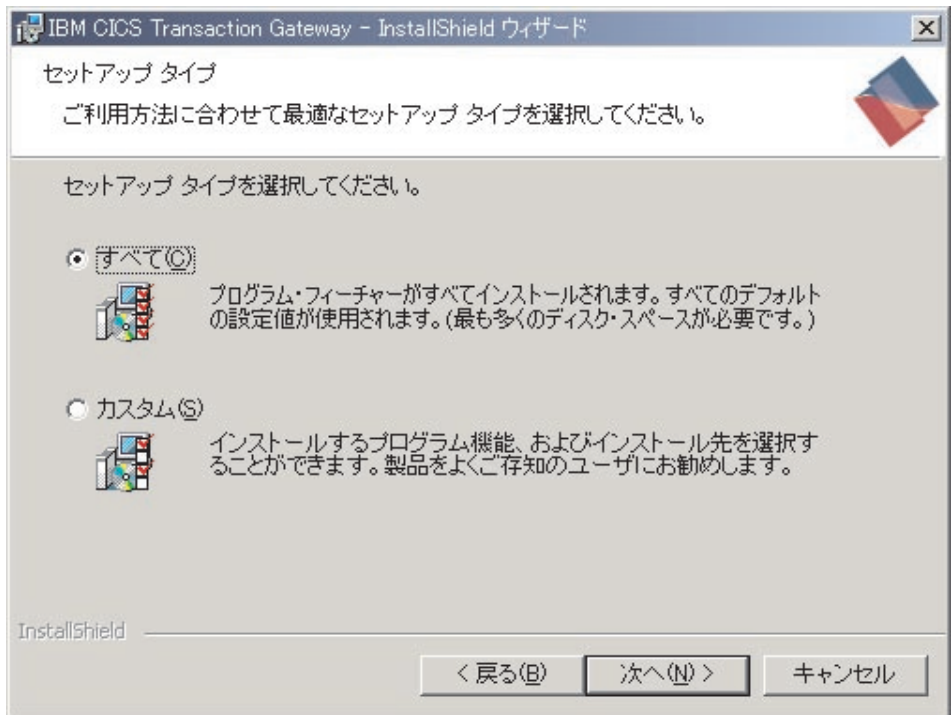 IBM CICS Transaction Gateway - InstallShield ウィザード
セットアップ タイプ
ご利用方法に合わせて最適なセットアップ タイプを選択してください。
セットアップ タイプを選択してください。
すべて(C)
プログラム・フィーチャーがすべてインストールされます。すべてのデフォルト
の設定値が使用されます。(最も多くのディスク・スペースが必要です。)
カスタム(S)
インストールするプログラム機能、およびインストール先を選択す
ることができます。製品をよくご存知のユーザにお勧めします。
InstallShield
< 戻る(B)
次へ(N) >
キャンセル